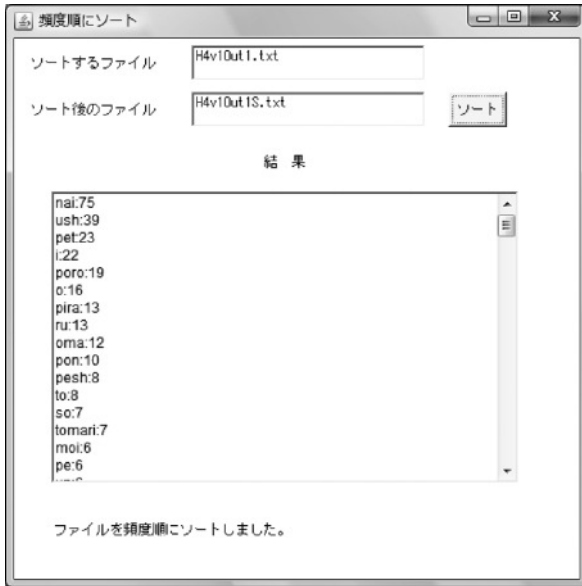 頻度順にソート
ソートするファイル H4v1Out1.txt
ソート後のファイル H4v1Out1S.txt ソート
結 果
nai:75
ush:39
pet:23
i:22
poro:19
o:16
pira:13
ru:13
oma:12
pon:10
pesh:8
to:8
so:7
tomari:7
moi:6
pe:6
ファイルを頻度順にソートしました。